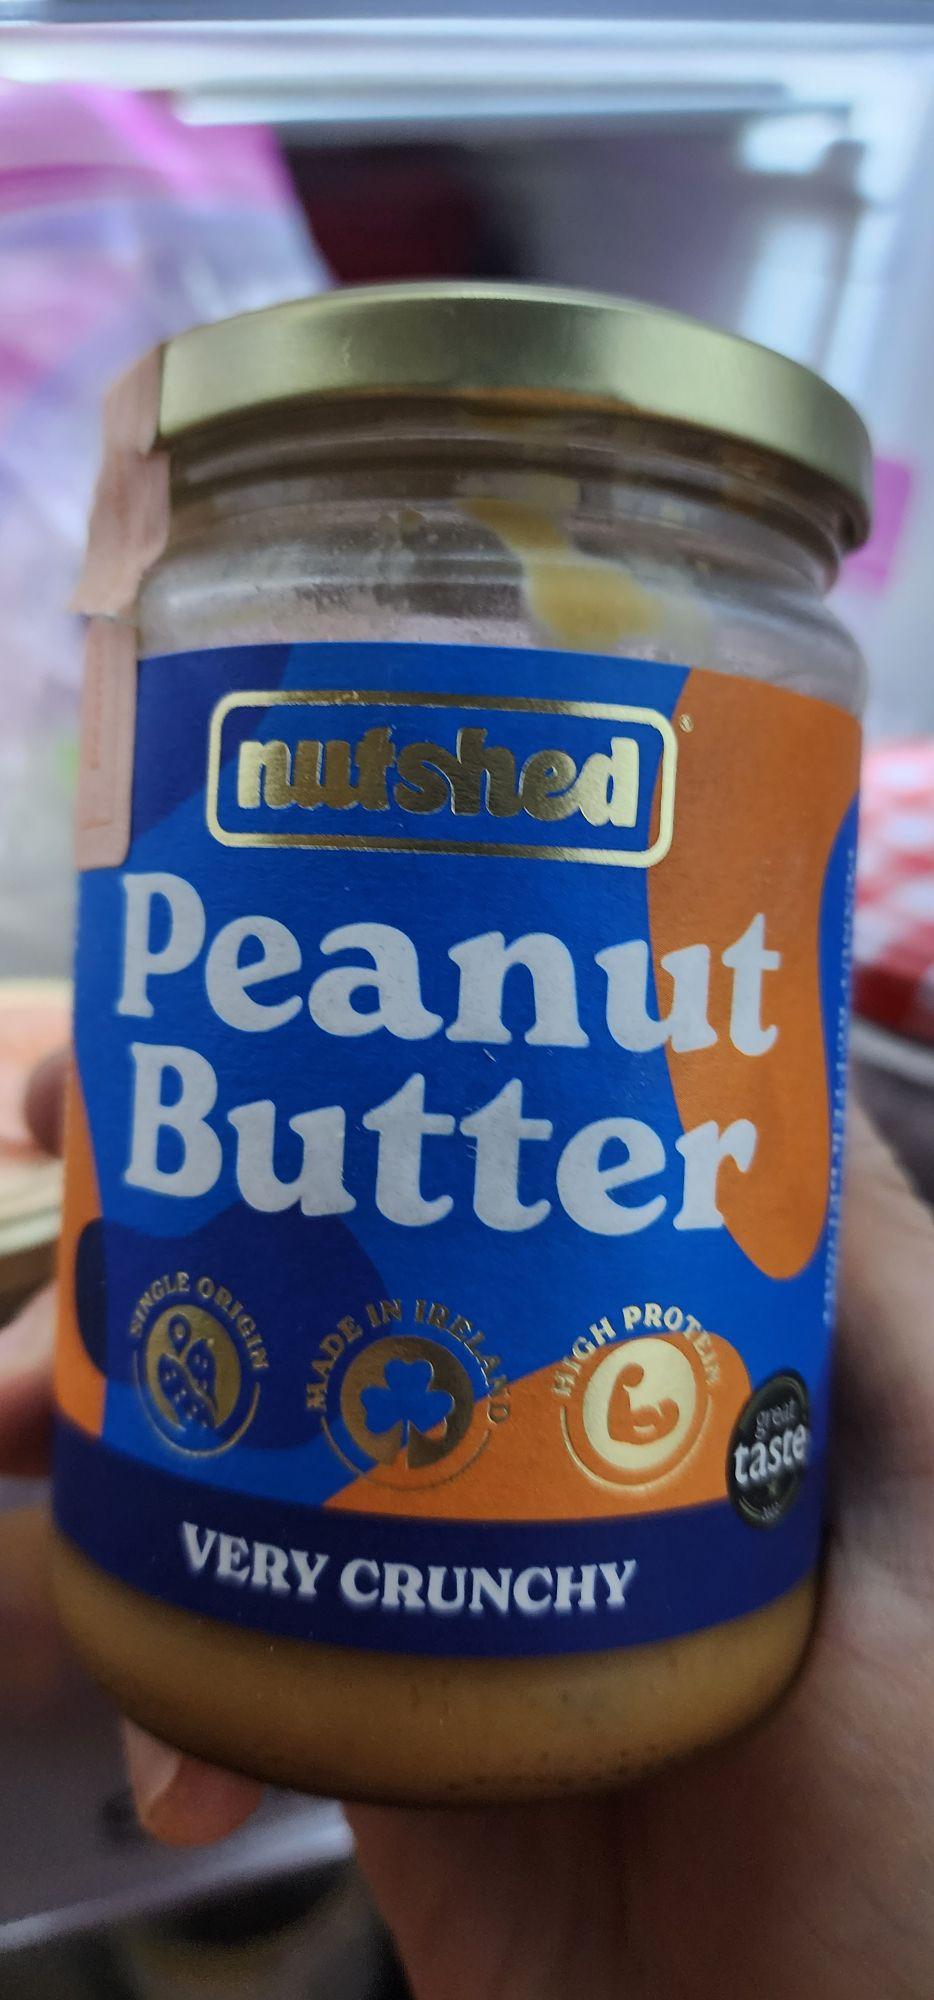 nutshed®
Peanut
Butter
SINGLE ORIGIN
MADE IN IRELAND
HIGH PROTEIN
great
taste
VERY CRUNCHY